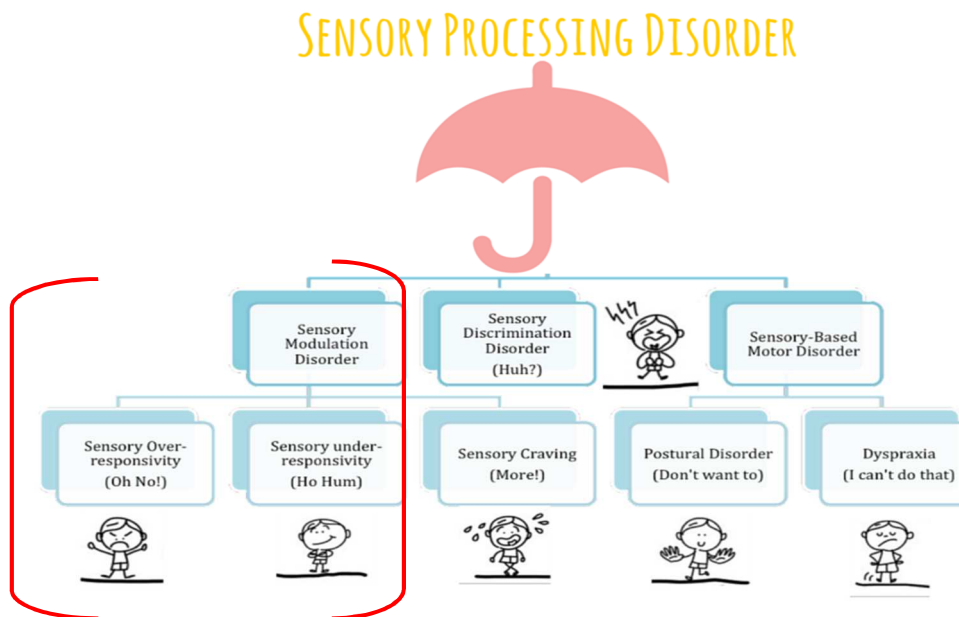 SENSORY PROCESSING DISORDER
Sensory
Modulation
Disorder
Sensory
Discrimination
Disorder
(Huh?)
Sensory-Based
Motor Disorder
Sensory Over-
responsivity
(Oh No!)
Sensory under-
responsivity
(Ho Hum)
Sensory Craving
(More!)
Postural Disorder
(Don't want to)
Dyspraxia
(I can't do that)